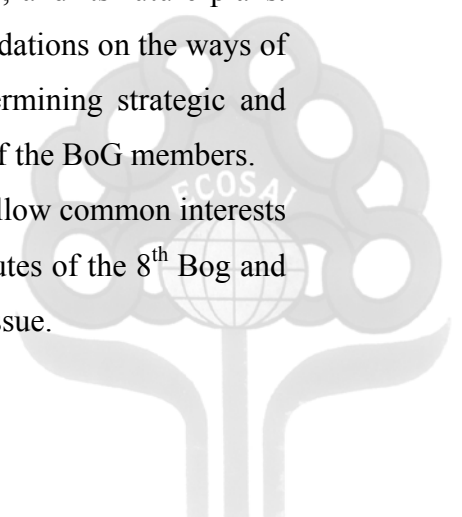 , and its future plans.
dations on the ways of
ermining strategic and
f the BoG members.
ECOSAI
llow common interests
utes of the 8th Bog and
ssue.